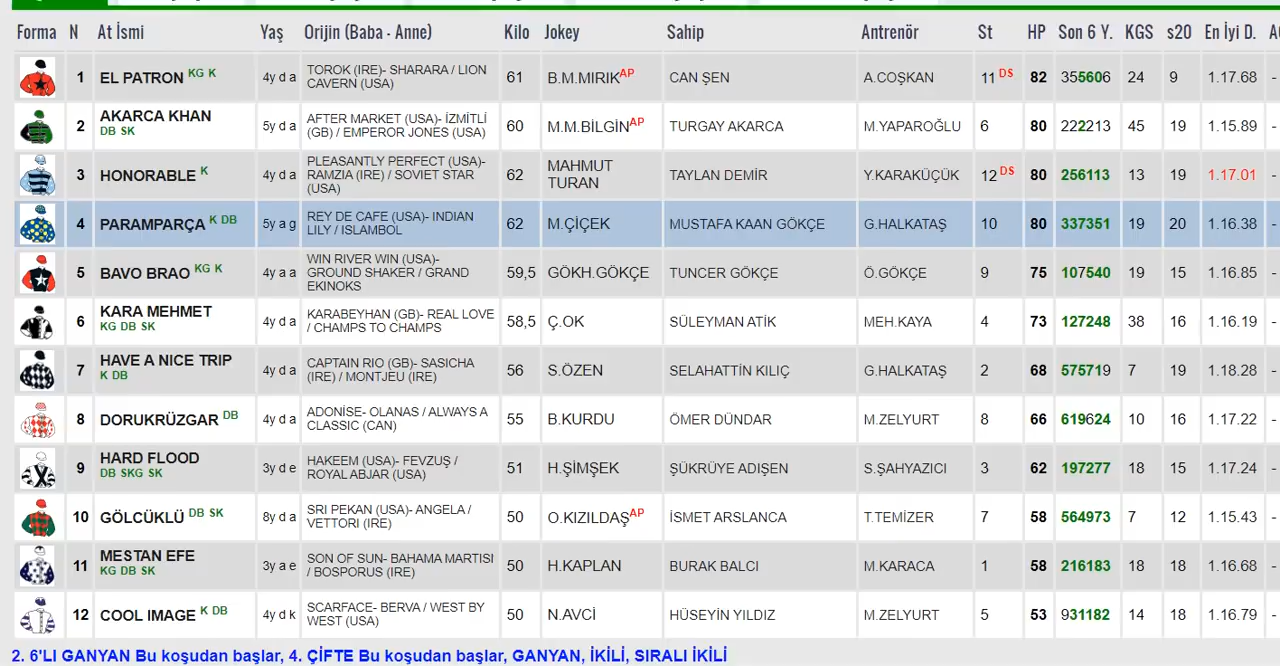 Forma N At İsmi Yaş Orijin (Baba - Anne) Kilo Jokey Sahip Antrenör St HP Son 6 Y. KGS s20 En İyi D.
1 EL PATRON KG K 4y d a TOROK (IRE)- SHARARA / LION CAVERN (USA) 61 B.M.MIRIK AP CAN ŞEN A.COŞKAN 11 DS 82 355606 24 9 1.17.68 -
2 AKARCA KHAN DB SK 5y d a AFTER MARKET (USA)- İZMİTLİ (GB) / EMPEROR JONES (USA) 60 M.M.BİLGİN AP TURGAY AKARCA M.YAPAROĞLU 6 80 222213 45 19 1.15.89 -
3 HONORABLE K 4y d a PLEASANTLY PERFECT (USA)- RAMZIA (IRE) / SOVIET STAR (USA) 62 MAHMUT TURAN TAYLAN DEMİR Y.KARAKÜÇÜK 12 DS 80 256113 13 19 1.17.01 -
4 PARAMPARÇA K DB 5y a g REY DE CAFE (USA)- INDIAN LILY / ISLAMBOL 62 M.ÇİÇEK MUSTAFA KAAN GÖKÇE G.HALKATAŞ 10 80 337351 19 20 1.16.38 -
5 BAVO BRAO KG K 4y a a WIN RIVER WIN (USA)- GROUND SHAKER / GRAND EKINOKS 59,5 GÖKH.GÖKÇE TUNCER GÖKÇE Ö.GÖKÇE 9 75 107540 19 15 1.16.85 -
6 KARA MEHMET KG DB SK 4y d a KARABEYHAN (GB)- REAL LOVE / CHAMPS TO CHAMPS 58,5 Ç.OK SÜLEYMAN ATİK MEH.KAYA 4 73 127248 38 16 1.16.19 -
7 HAVE A NICE TRIP K DB 4y d a CAPTAIN RIO (GB)- SASICHA (IRE) / MONTJEU (IRE) 56 S.ÖZEN SELAHATTİN KILIÇ G.HALKATAŞ 2 68 575719 7 19 1.18.28 -
8 DORUKRÜZGAR DB 4y d a ADONİSE- OLANAS / ALWAYS A CLASSIC (CAN) 55 B.KURDU ÖMER DÜNDAR M.ZELYURT 8 66 619624 10 16 1.17.22 -
9 HARD FLOOD DB SKG SK 3y d e HAKEEM (USA)- FEVZUŞ / ROYAL ABJAR (USA) 51 H.ŞİMŞEK ŞÜKRÜYE ADIŞEN S.ŞAHYAZICI 3 62 197277 18 15 1.17.24 -
10 GÖLCÜKLÜ DB SK 8y d a SRI PEKAN (USA)- ANGELA / VETTORI (IRE) 50 O.KIZILDAŞ AP İSMET ARSLANCA T.TEMİZER 7 58 564973 7 12 1.15.43 -
11 MESTAN EFE KG DB SK 3y a e SON OF SUN- BAHAMA MARTISI / BOSPORUS (IRE) 50 H.KAPLAN BURAK BALCI M.KARACA 1 58 216183 18 18 1.16.68 -
12 COOL IMAGE K DB 4y d k SCARFACE- BERVA / WEST BY WEST (USA) 50 N.AVCİ HÜSEYİN YILDIZ M.ZELYURT 5 53 931182 14 18 1.16.79 -
2. 6'LI GANYAN Bu koşudan başlar, 4. ÇİFTE Bu koşudan başlar, GANYAN, İKİLİ, SIRALI İKİLİ